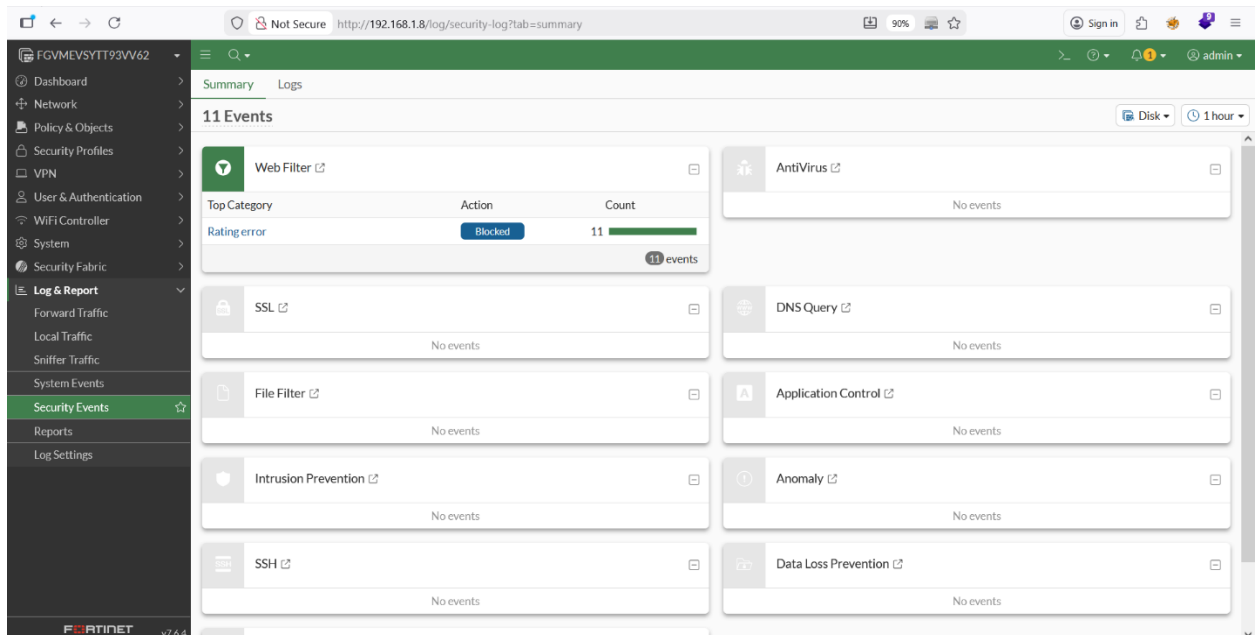 Not Secure http://192.168.1.8/log/security-log?tab=summary 90% Sign in 9
FGVMEVSYTT93VV62
>_ 1 admin
Dashboard
Network
Policy & Objects
Security Profiles
VPN
User & Authentication
WiFi Controller
System
Security Fabric
Log & Report
Forward Traffic
Local Traffic
Sniffer Traffic
System Events
Security Events
Reports
Log Settings
FORTINET v7.6.4
Summary Logs
11 Events Disk 1 hour
Web Filter
Top Category Action Count
Rating error Blocked 11
11 events
AntiVirus
No events
SSL
No events
DNS Query
No events
File Filter
No events
Application Control
No events
Intrusion Prevention
No events
Anomaly
No events
SSH
No events
Data Loss Prevention
No events